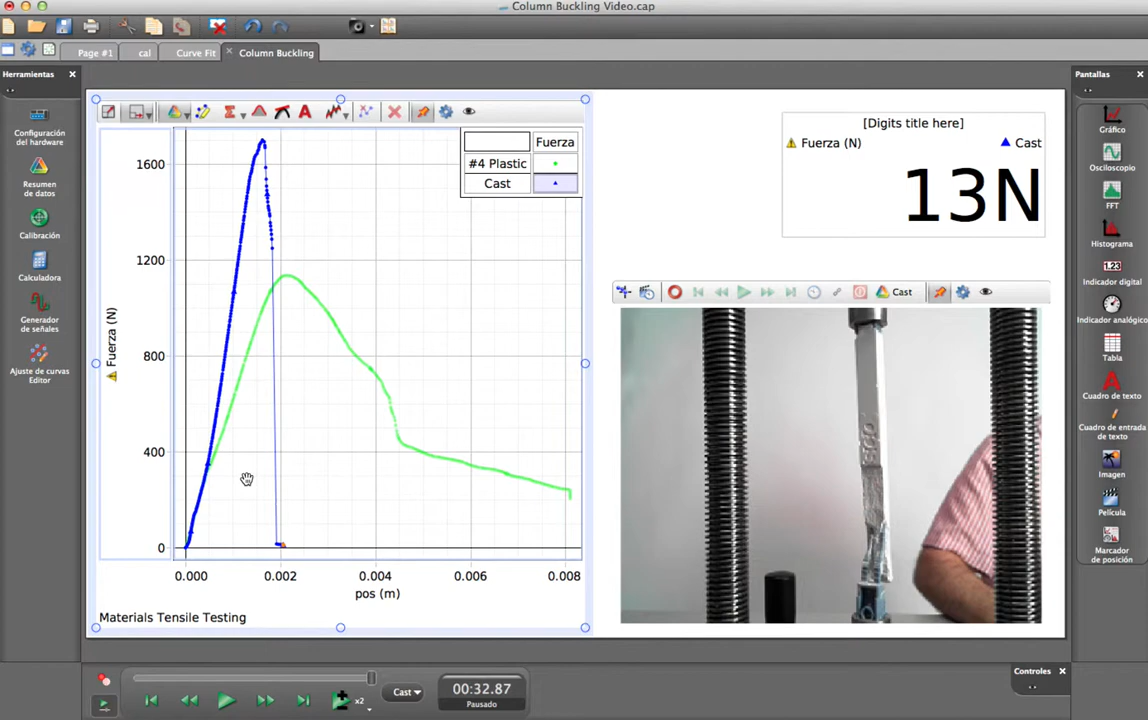 Column Buckling Video.cap
Page #1
cal
Curve Fit
Column Buckling
Herramientas
Configuración
del hardware
Resumen
de datos
Calibración
Calculadora
Generador
de señales
Ajuste de curvas
Editor
Fuerza
#4 Plastic
Cast
1600
1200
800
400
0
Fuerza (N)
0.000 0.002 0.004 0.006 0.008
pos (m)
Materials Tensile Testing
[Digits title here]
Fuerza (N) Cast
13N
Cast
SCO
Pantallas
Gráfico
Osciloscopio
FFT
Histograma
1.23
Indicador digital
Indicador analógico
Tabla
Cuadro de texto
Cuadro de entrada
de texto
Imagen
Película
Marcador
de posición
x2
Cast
00:32.87
Pausado
Controles